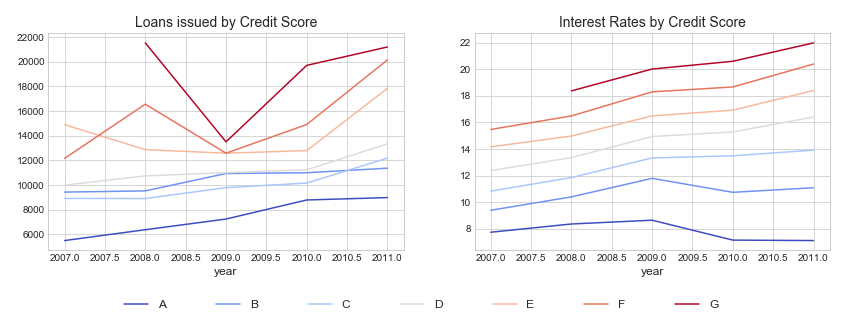 Loans issued by Credit Score
22000
20000
18000
16000
14000
12000
10000
8000
6000
2007.0 2007.5 2008.0 2008.5 2009.0 2009.5 2010.0 2010.5 2011.0
year
Interest Rates by Credit Score
22
20
18
16
14
12
10
8
2007.0 2007.5 2008.0 2008.5 2009.0 2009.5 2010.0 2010.5 2011.0
year
A B C D E F G